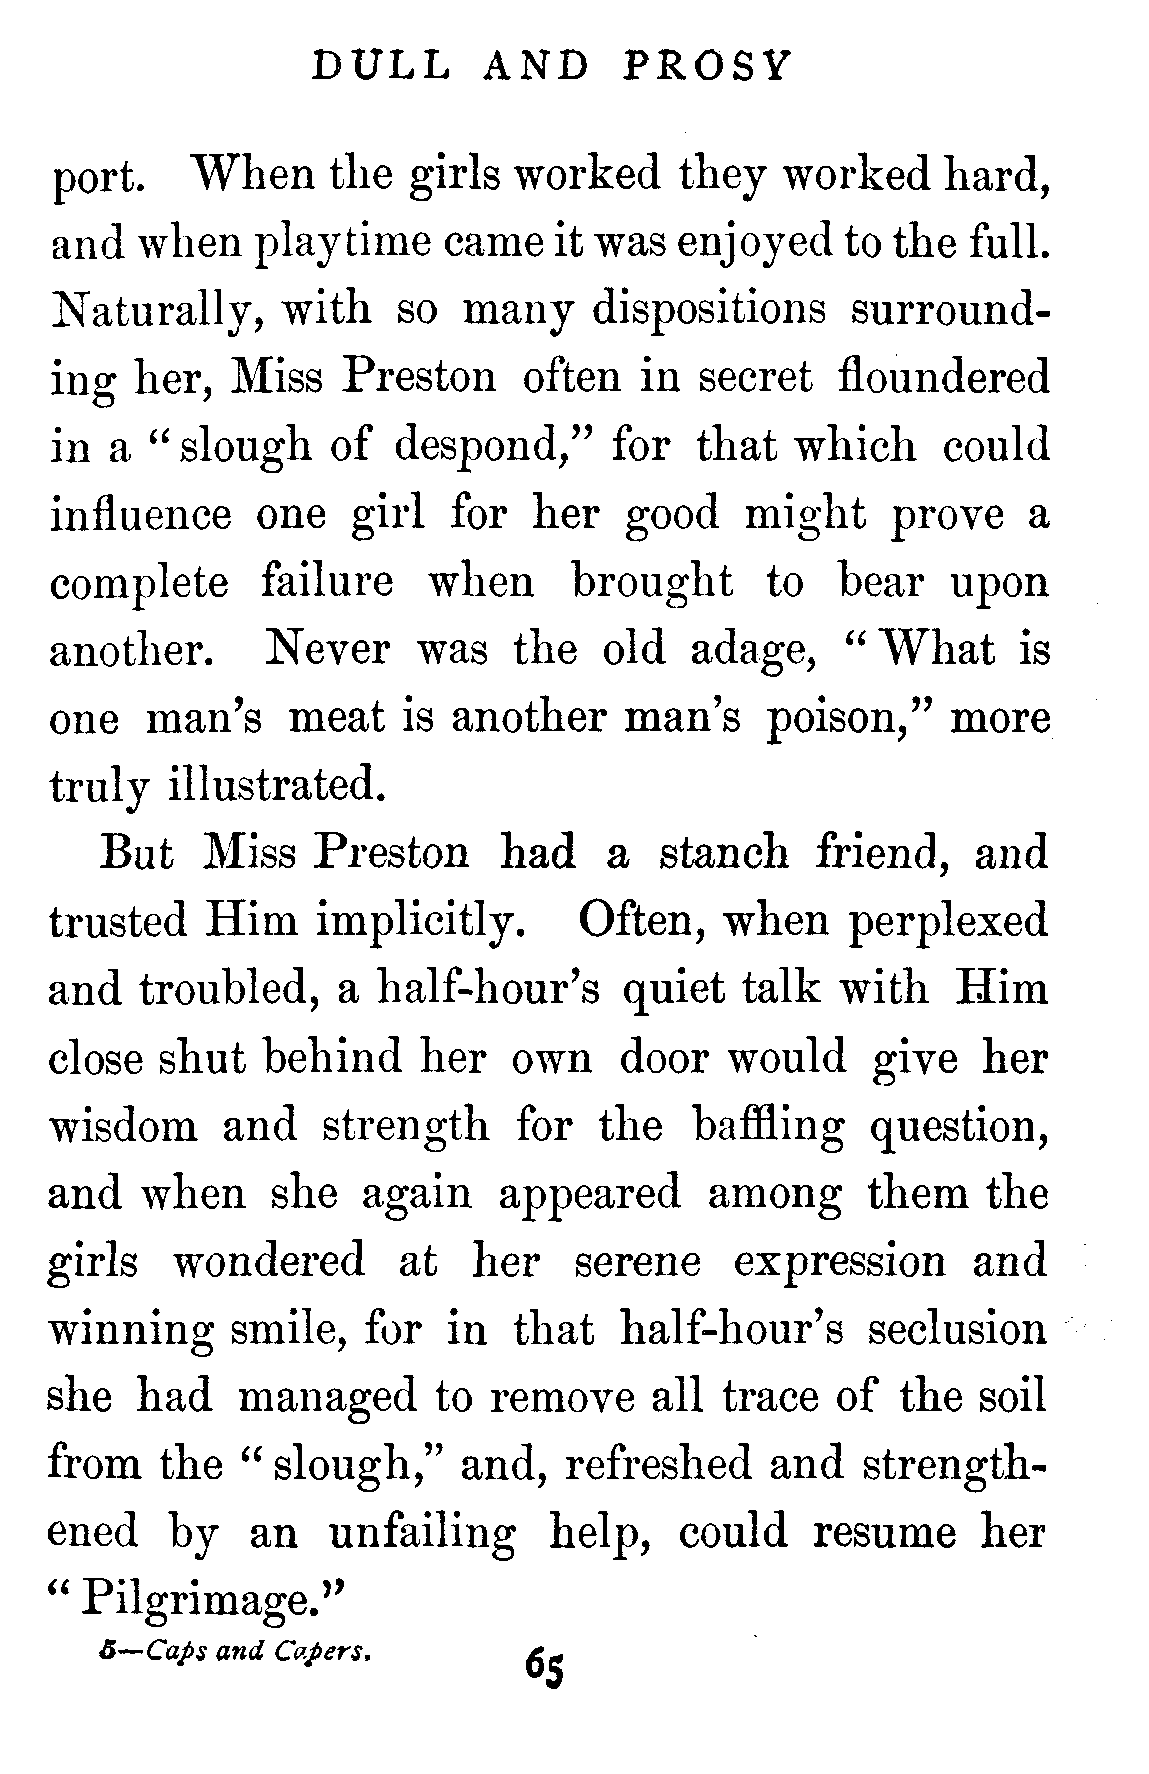 DULL AND PROSY
port. When the girls worked they worked hard,
and when playtime came it was enjoyed to the full.
Naturally, with so many dispositions surround-
ing her, Miss Preston often in secret floundered
in a “ slough of despond,” for that which could
influence one girl for her good might prove a
complete failure when brought to bear upon
another. Never was the old adage, “ What is
one man’s meat is another man’s poison,” more
truly illustrated.
But Miss Preston had a stanch friend, and
trusted Him implicitly. Often, when perplexed
and troubled, a half-hour’s quiet talk with Him
close shut behind her own door would give her
wisdom and strength for the baffling question,
and when she again appeared among them the
girls wondered at her serene expression and
winning smile, for in that half-hour’s seclusion
she had managed to remove all trace of the soil
from the “ slough,” and, refreshed and strength-
ened by an unfailing help, could resume her
“ Pilgrimage.”
5—Caps and Capers.
65